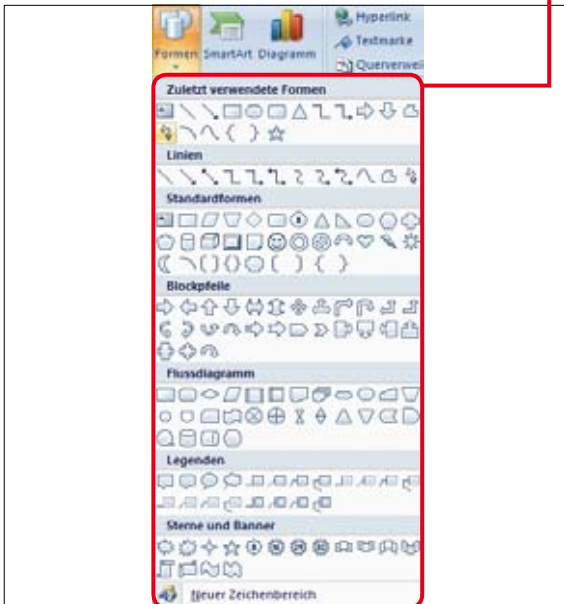 Hyperlink
Textmarke
Formen SmartArt Diagramm
Querverwei
Zuletzt verwendete Formen
Linien
Standardformen
Blockpfeile
Flussdiagramm
Legenden
Sterne und Banner
Neuer Zeichenbereich